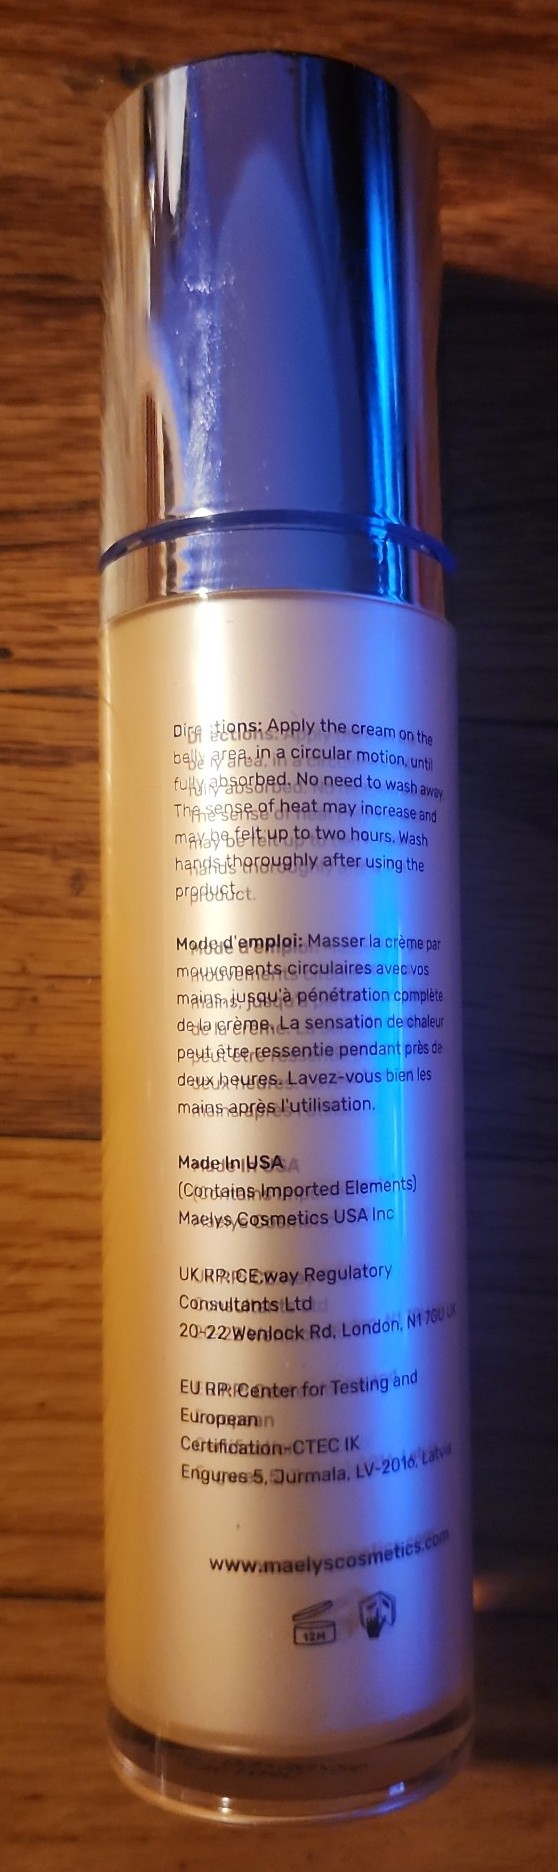 Directions: Apply the cream on the
belly area, in a circular motion, until
fully absorbed. No need to wash away.
The sense of heat may increase and
may be felt up to two hours. Wash
hands thoroughly after using the
product.
Mode d'emploi: Masser la crème par
mouvements circulaires avec vos
mains, jusqu'à pénétration complète
de la crème. La sensation de chaleur
peut être ressentie pendant près de
deux heures. Lavez-vous bien les
mains après l'utilisation.
Made In USA
(Contains Imported Elements)
Maelys Cosmetics USA Inc
UK RP: CE.way Regulatory
Consultants Ltd
20-22 Wenlock Rd, London, N1 7GU UK
EU RP: Center for Testing and
European
Certification-CTEC IK
Engures 5, Jurmala, LV-2016, Latvia
www.maelyscosmetics.com
12M